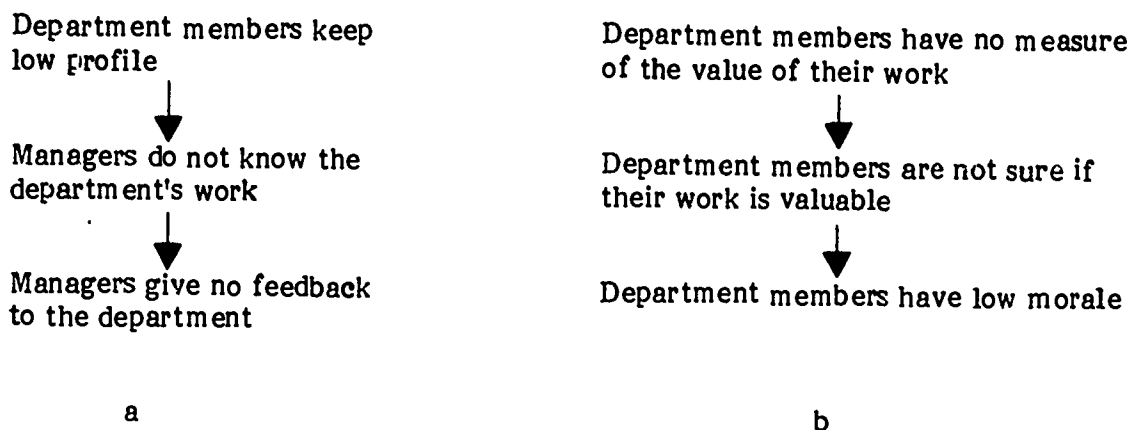 Department members keep
low profile
Managers do not know the
department's work
Managers give no feedback
to the department
a
Department members have no measure
of the value of their work
Department members are not sure if
their work is valuable
Department members have low morale
b